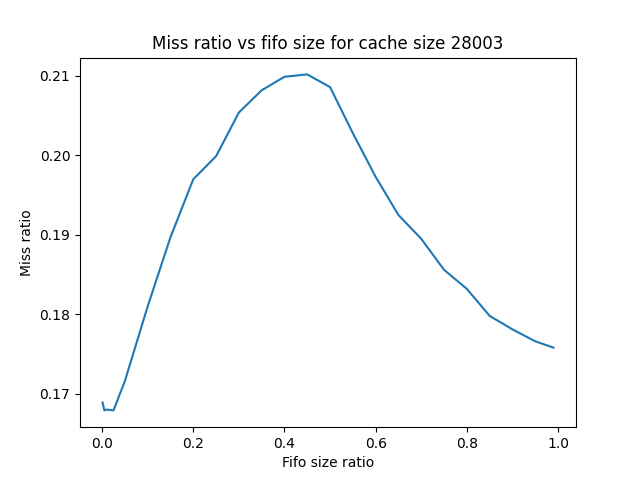 Miss ratio vs fifo size for cache size 28003
0.21
0.20
0.19
0.18
0.17
Miss ratio
0.0 0.2 0.4 0.6 0.8 1.0
Fifo size ratio